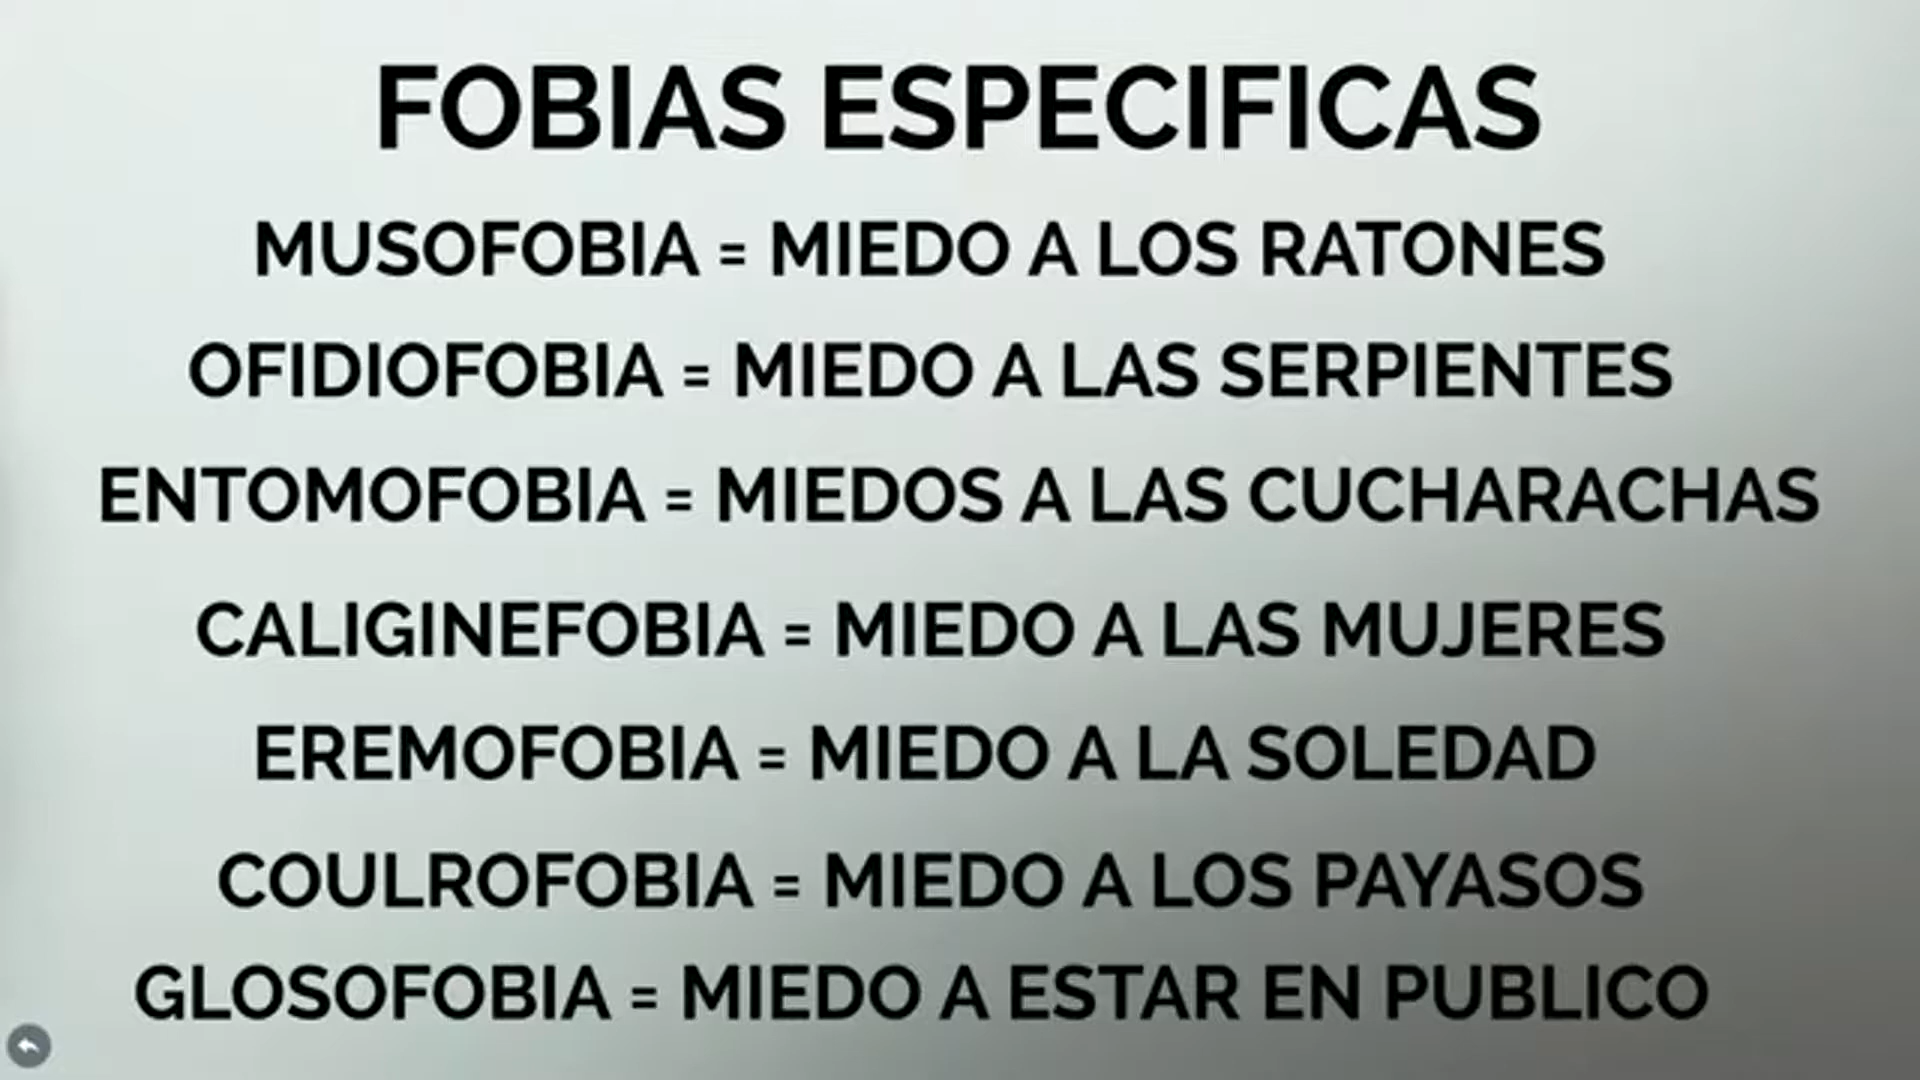 FOBIAS ESPECIFICAS
MUSOFOBIA = MIEDO A LOS RATONES
OFIDIOFOBIA = MIEDO A LAS SERPIENTES
ENTOMOFOBIA = MIEDOS A LAS CUCHARACHAS
CALIGINEFOBIA = MIEDO A LAS MUJERES
EREMOFOBIA = MIEDO A LA SOLEDAD
COULROFOBIA = MIEDO A LOS PAYASOS
GLOSOFOBIA = MIEDO A ESTAR EN PUBLICO